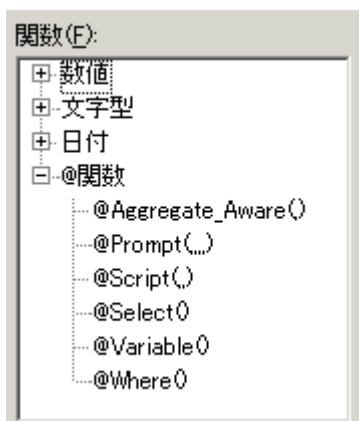 関数(F):
数値
文字型
日付
@関数
@Aggregate_Aware()
@Prompt(,,,)
@Script(,)
@Select()
@Variable()
@Where()